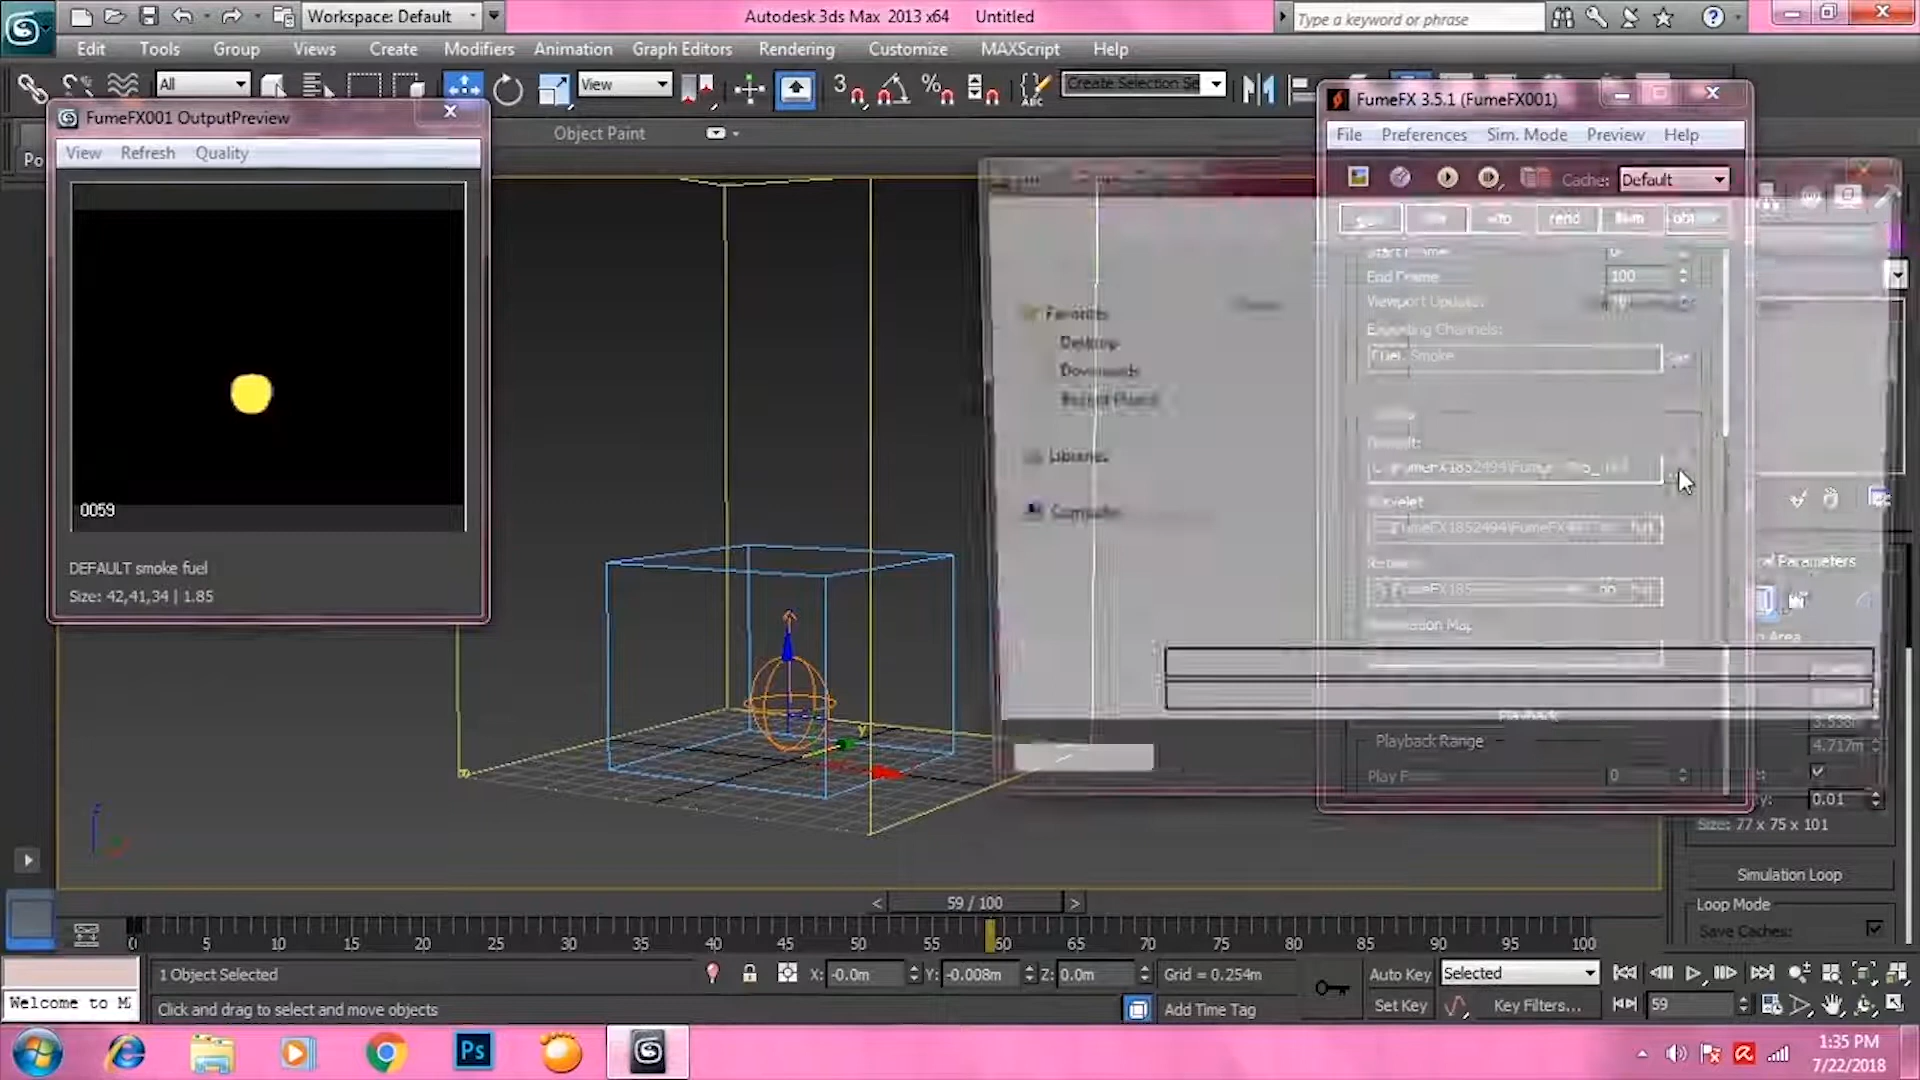 Workspace: Default
Autodesk 3ds Max 2013 x64 Untitled
Type a keyword or phrase
Edit Tools Group Views Create Modifiers Animation Graph Editors Rendering Customize MAXScript Help
All
View
3
%
ABC
Create Selection Se
Object Paint
Po
FumeFX001 OutputPreview
View Refresh Quality
0059
DEFAULT smoke fuel
Size: 42,41,34 | 1.85
FumeFX 3.5.1 (FumeFX001)
File Preferences Sim. Mode Preview Help
Cache: Default
rend
End Frame 100
Viewport Update:
Exporting Channels:
Fuel, Smoke
Favorites
Desktop
Downloads
Libraries
Computer
Playback
Playback Range
Play F
0
4.717m
0.01
Size: 77 x 75 x 101
Simulation Loop
Loop Mode
Save Caches:
y
59 / 100
0 5 10 15 20 25 30 35 40 45 50 55 60 65 70 75 80 85 90 95 100
1 Object Selected
X: -0.0m Y: -0.008m Z: 0.0m
Grid = 0.254m
Auto Key Selected
Welcome to M
Click and drag to select and move objects
Add Time Tag
Set Key Key Filters...
59
Ps
1:35 PM
7/22/2018